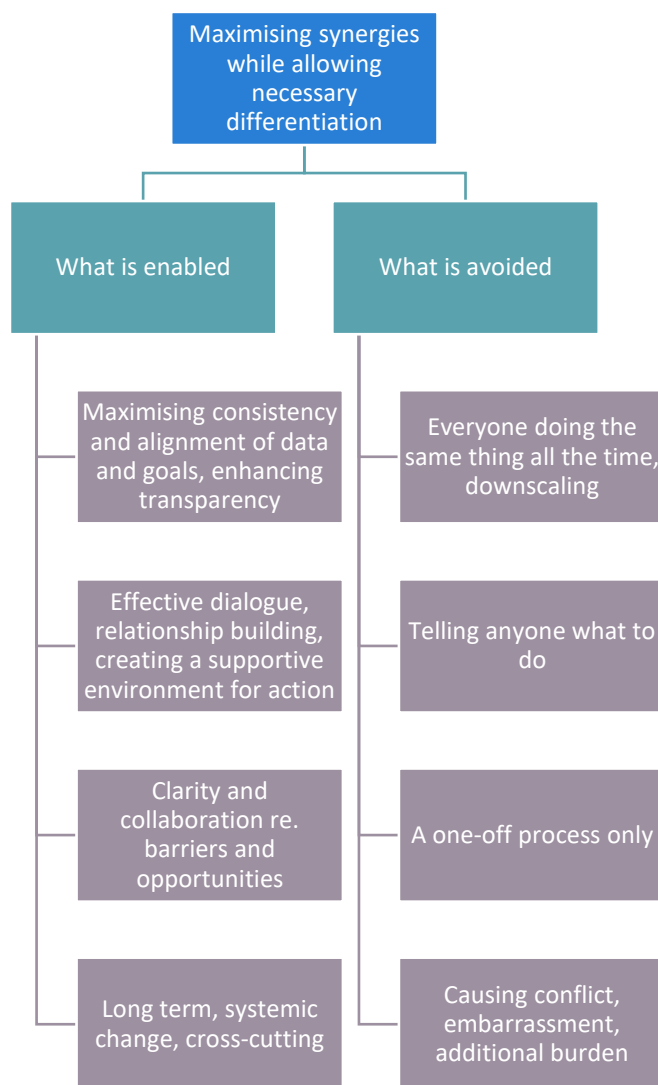 Maximising synergies
while allowing
necessary
differentiation
What is enabled
What is avoided
Maximising consistency
and alignment of data
and goals, enhancing
transparency
Everyone doing the
same thing all the time,
downscaling
Effective dialogue,
relationship building,
creating a supportive
environment for action
Telling anyone what to
do
Clarity and
collaboration re.
barriers and
opportunities
A one-off process only
Long term, systemic
change, cross-cutting
Causing conflict,
embarrassment,
additional burden